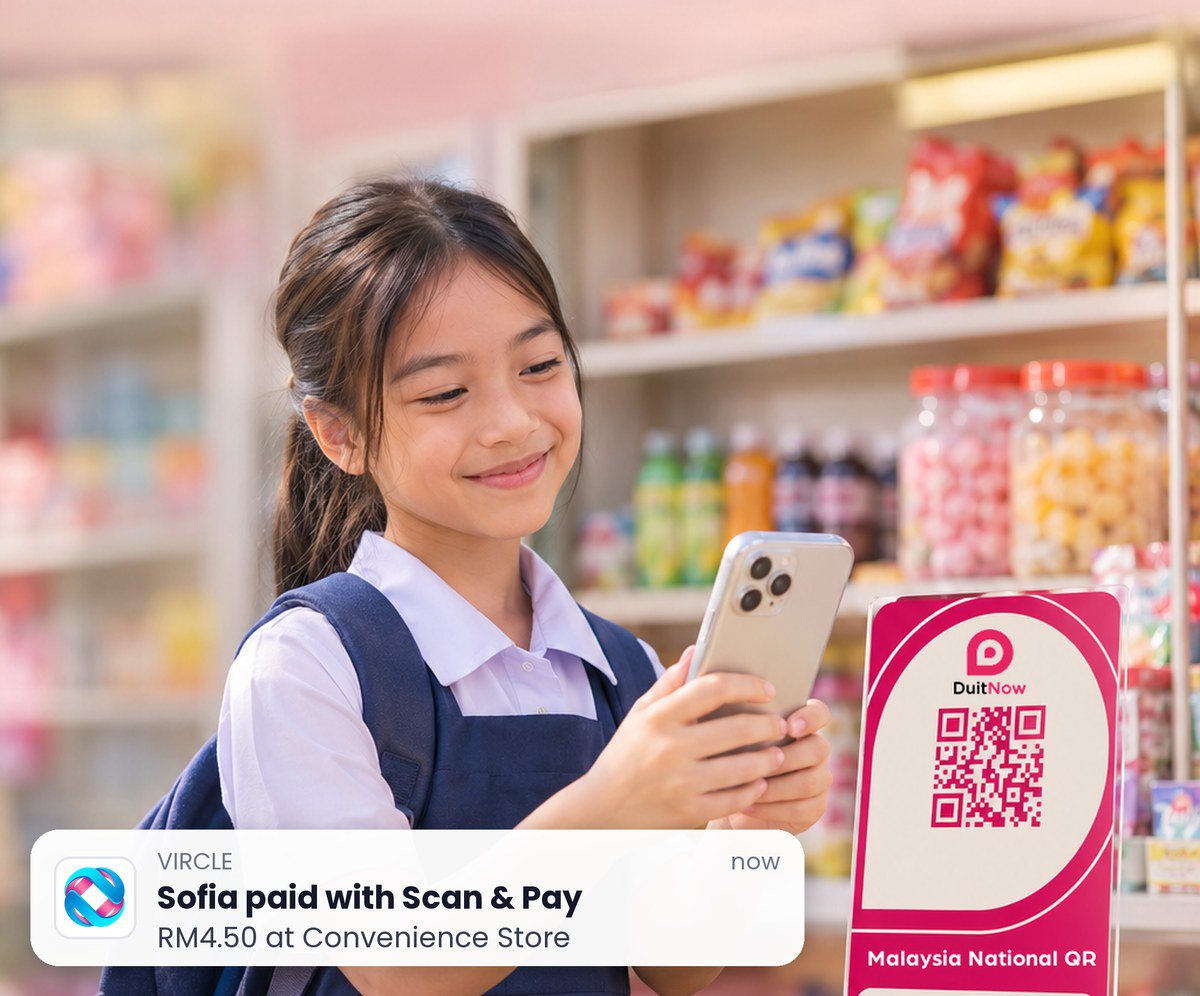 DuitNow
Malaysia National QR
VIRCLE
now
Sofia paid with Scan & Pay
RM4.50 at Convenience Store